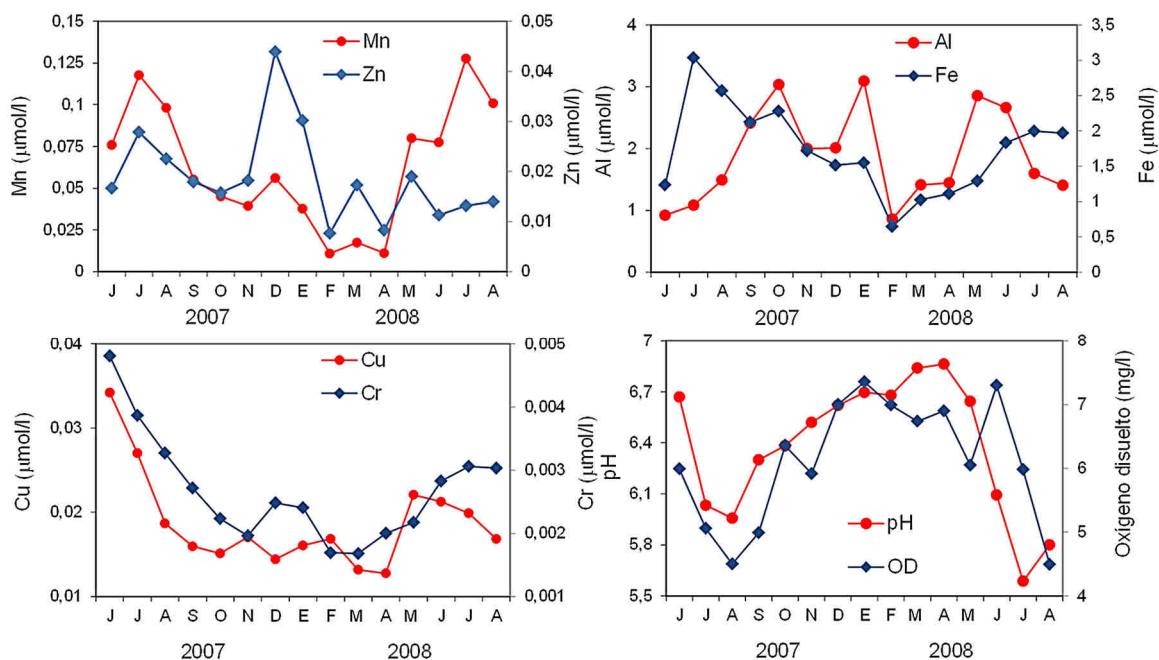 Mn (µmol/l)
0,15
0,125
0,1
0,075
0,05
0,025
0
Mn
Zn
0,05
0,04
0,03
0,02
0,01
0
Zn (µmol/l)
J J A S O N D E F M A M J J A
2007 2008
Al (µmol/l)
4
3
2
1
0
Al
Fe
3,5
3
2,5
2
1,5
1
0,5
0
Fe (µmol/l)
J J A S O N D E F M A M J J A
2007 2008
Cu (µmol/l)
0,04
0,03
0,02
0,01
Cu
Cr
0,005
0,004
0,003
0,002
0,001
Cr (µmol/l)
J J A S O N D E F M A M J J A
2007 2008
pH
7
6.7
6.4
6.1
5.8
5,5
pH
OD
8
7
6
5
4
Oxígeno disuelto (mg/l)
J J A S O N D E F M A M J J A
2007 2008